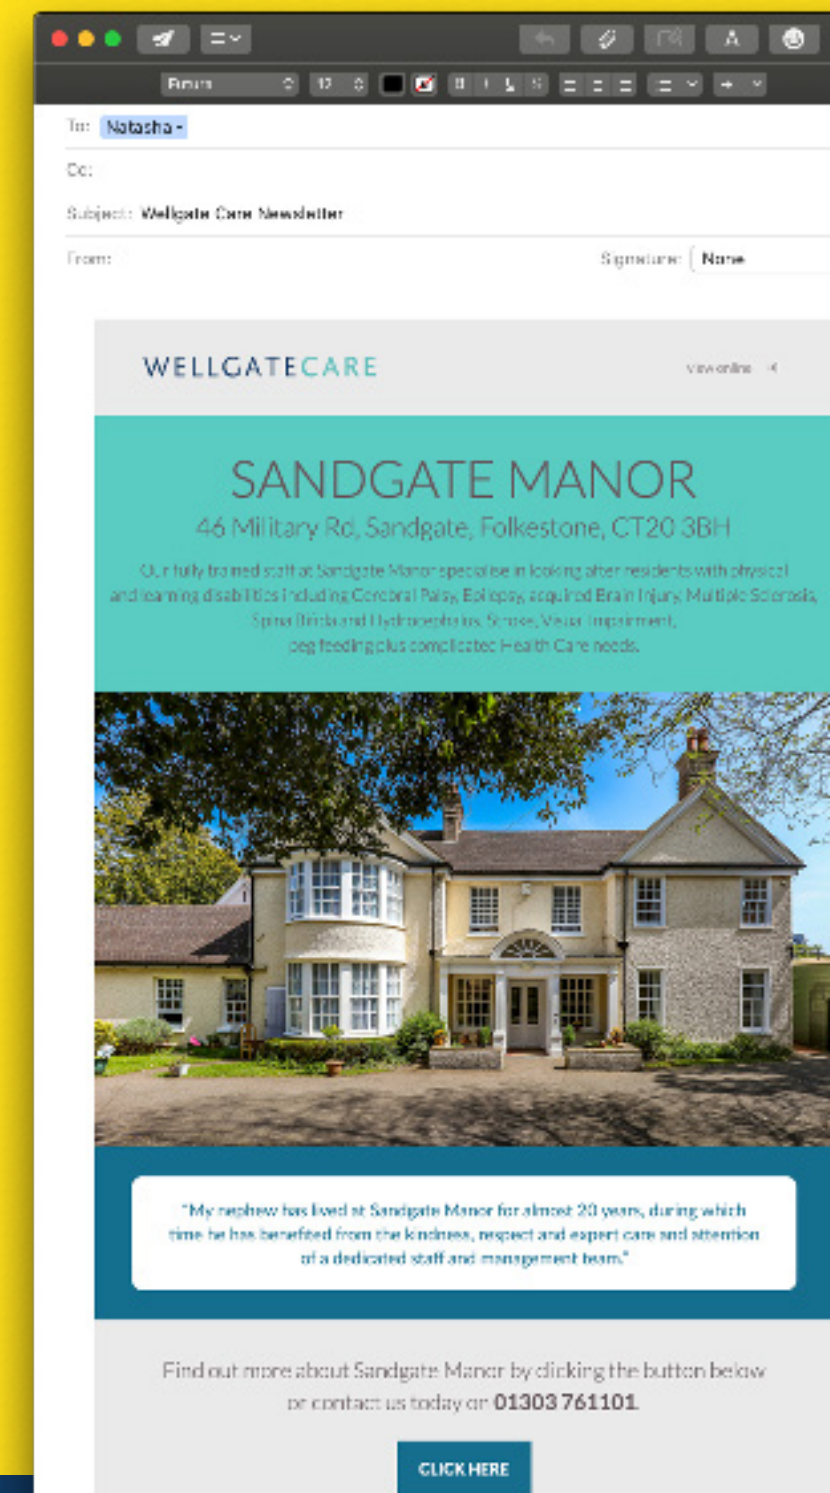 Futura 12
To: Natasha
Cc:
Subject: Wellgate Care Newsletter
From: Signature: None
WELLGATECARE
view online
SANDGATE MANOR
46 Military Rd, Sandgate, Folkestone, CT20 3BH
Our fully trained staff at Sandgate Manor specialise in looking after residents with physical
and learning disabilities including Cerebral Palsy, Epilepsy, acquired Brain Injury, Multiple Sclerosis,
Spina Bifida and Hydrocephalus, Stroke, Visual Impairment,
peg feeding plus complicated Health Care needs.
"My nephew has lived at Sandgate Manor for almost 20 years, during which
time he has benefited from the kindness, respect and expert care and attention
of a dedicated staff and management team."
Find out more about Sandgate Manor by clicking the button below
or contact us today on 01303 761101.
CLICK HERE